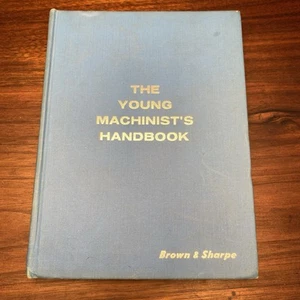 THE
YOUNG
MACHINIST'S
HANDBOOK
Brown & Sharpe